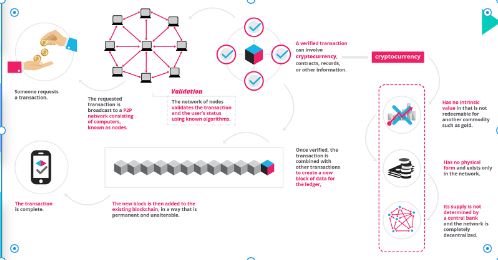 Someone requests
a transaction.
The requested
transaction is
broadcast to a P2P
network consisting
of computers,
known as nodes.
Validation
The network of nodes
validates the transaction
and the user's status
using known algorithms.
A verified transaction
can involve
cryptocurrency,
contracts, records,
or other information.
cryptocurrency
Has no intrinsic
value in that it is not
redeemable for
another commodity
such as gold.
Has no physical
form and exists only
in the network.
Its supply is not
determined by
a central bank
and the network is
completely
decentralized.
Once verified, the
transaction is
combined with
other transactions
to create a new
block of data for
the ledger.
The new block is then added to the
existing blockchain, in a way that is
permanent and unalterable.
The transaction
is complete.